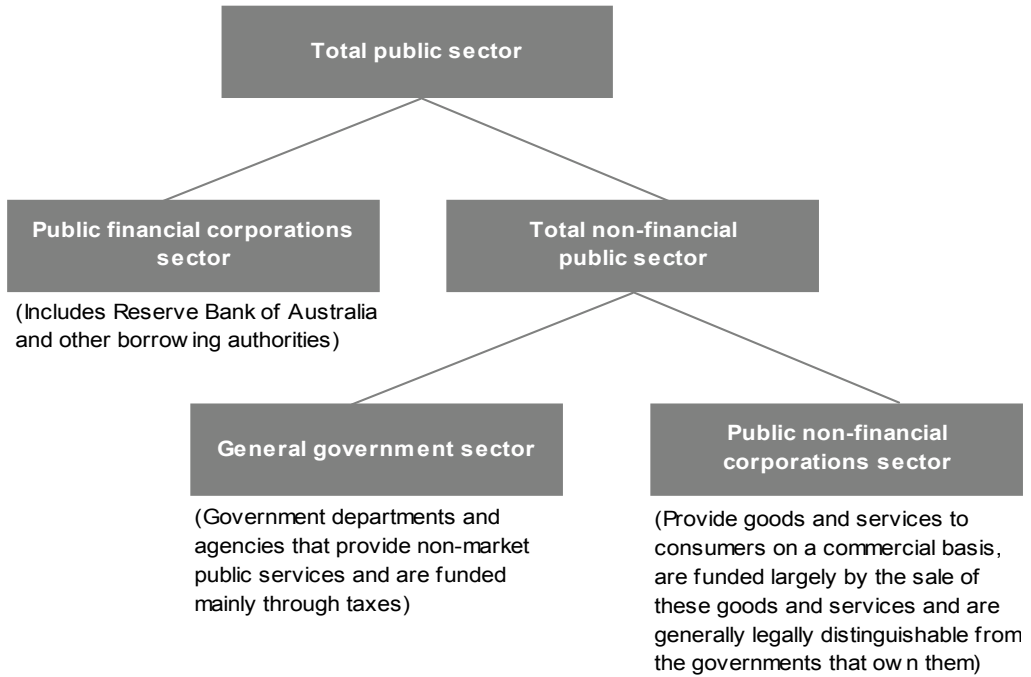 Total public sector
Public financial corporations
sector
Total non-financial
public sector
(Includes Reserve Bank of Australia
and other borrowing authorities)
General government sector
Public non-financial
corporations sector
(Government departments and
agencies that provide non-market
public services and are funded
mainly through taxes)
(Provide goods and services to
consumers on a commercial basis,
are funded largely by the sale of
these goods and services and are
generally legally distinguishable from
the governments that own them)